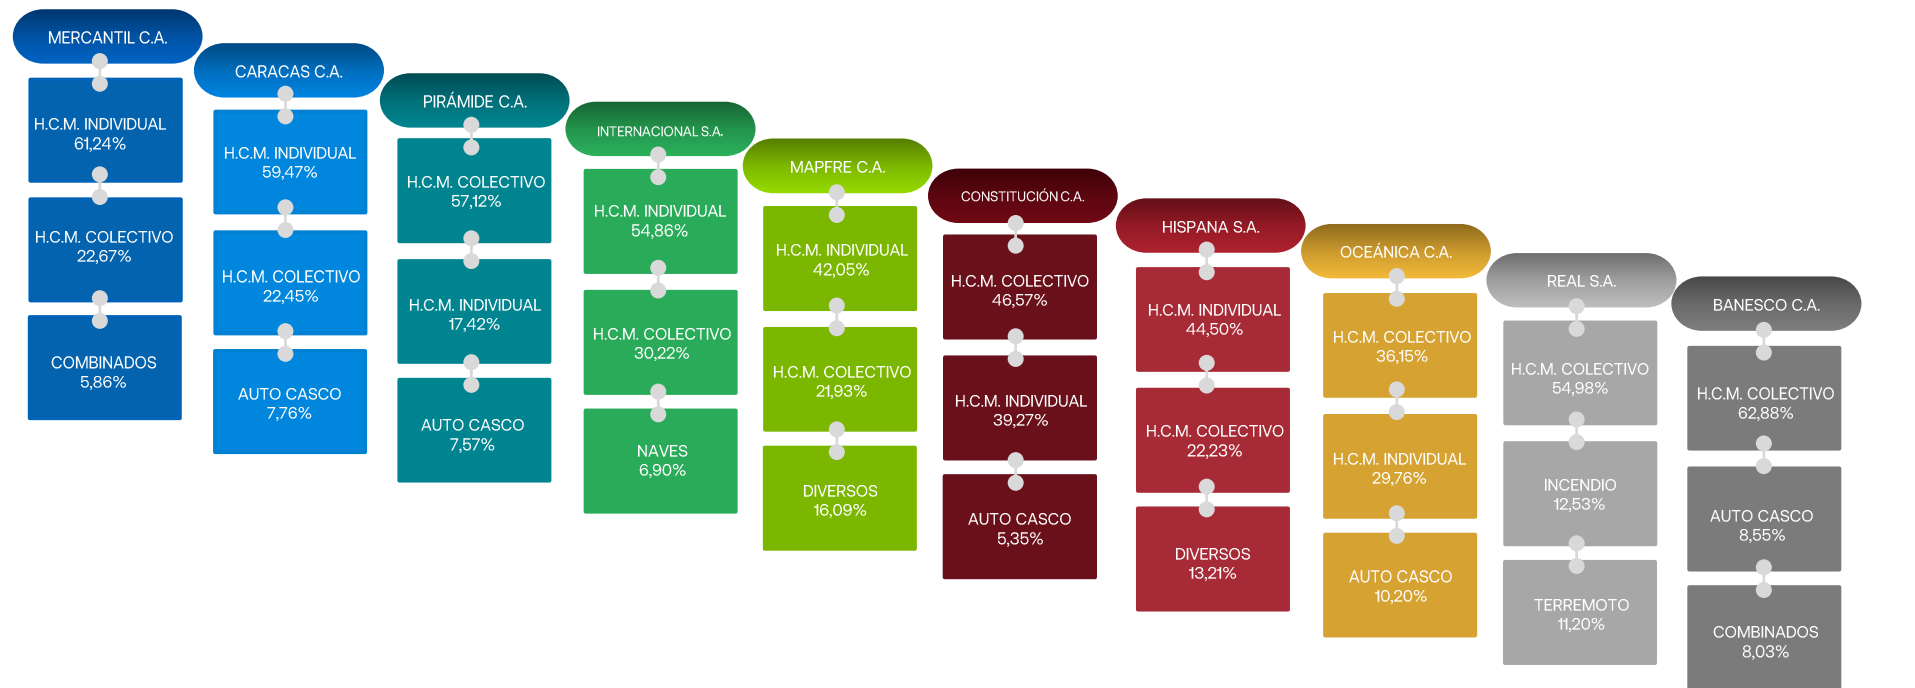 MERCANTIL C.A.
H.C.M. INDIVIDUAL
61,24%
H.C.M. COLECTIVO
22,67%
COMBINADOS
5,86%
CARACAS C.A.
H.C.M. INDIVIDUAL
59,47%
H.C.M. COLECTIVO
22,45%
AUTO CASCO
7,76%
PIRÁMIDE C.A.
H.C.M. COLECTIVO
57,12%
H.C.M. INDIVIDUAL
17,42%
AUTO CASCO
7,57%
INTERNACIONAL S.A.
H.C.M. INDIVIDUAL
54,86%
H.C.M. COLECTIVO
30,22%
NAVES
6,90%
MAPFRE C.A.
H.C.M. INDIVIDUAL
42,05%
H.C.M. COLECTIVO
21,93%
DIVERSOS
16,09%
CONSTITUCIÓN C.A.
H.C.M. COLECTIVO
46,57%
H.C.M. INDIVIDUAL
39,27%
AUTO CASCO
5,35%
HISPANA S.A.
H.C.M. INDIVIDUAL
44,50%
H.C.M. COLECTIVO
22,23%
DIVERSOS
13,21%
OCEÁNICA C.A.
H.C.M. COLECTIVO
36,15%
H.C.M. INDIVIDUAL
29,76%
AUTO CASCO
10,20%
REAL S.A.
H.C.M. COLECTIVO
54,98%
INCENDIO
12,53%
TERREMOTO
11,20%
BANESCO C.A.
H.C.M. COLECTIVO
62,88%
AUTO CASCO
8,55%
COMBINADOS
8,03%